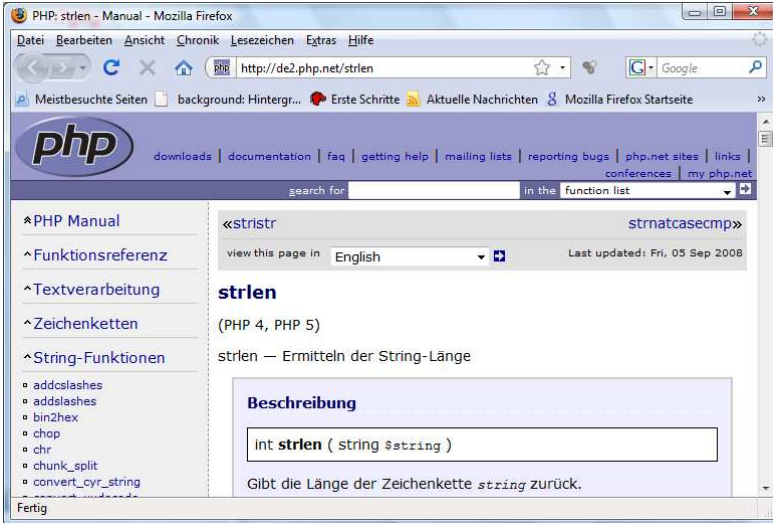 PHP: strlen - Manual - Mozilla Firefox
Datei Bearbeiten Ansicht Chronik Lesezeichen Extras Hilfe
php http://de2.php.net/strlen G Google
Meistbesuchte Seiten background: Hintergr... Erste Schritte Aktuelle Nachrichten Mozilla Firefox Startseite »
php
downloads | documentation | faq | getting help | mailing lists | reporting bugs | php.net sites | links |
conferences | my php.net
search for in the function list
PHP Manual
Funktionsreferenz
Textverarbeitung
Zeichenketten
String-Funktionen
addcslashes
addslashes
bin2hex
chop
chr
chunk_split
convert_cyr_string
«stristr strnatcasecmp»
view this page in English Last updated: Fri, 05 Sep 2008
strlen
(PHP 4, PHP 5)
strlen — Ermitteln der String-Länge
Beschreibung
int strlen ( string $string )
Gibt die Länge der Zeichenkette string zurück.
Fertig